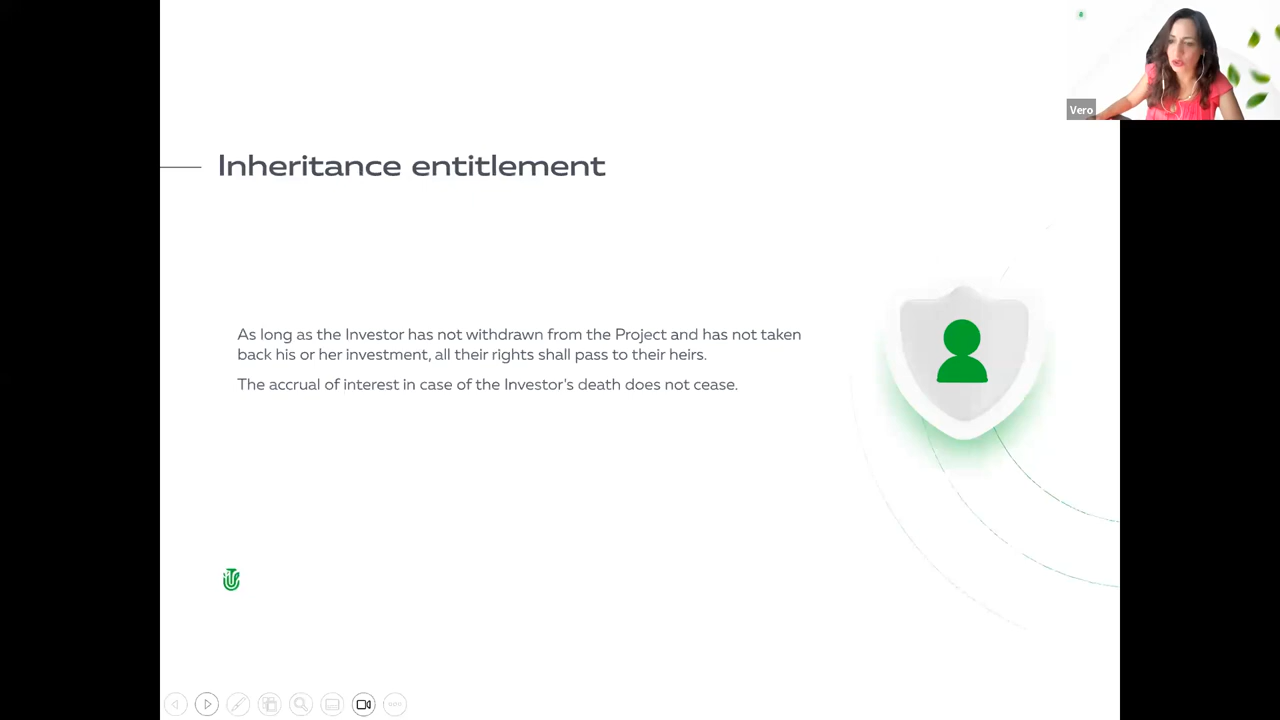 Vero
Inheritance entitlement
As long as the Investor has not withdrawn from the Project and has not taken
back his or her investment, all their rights shall pass to their heirs.
The accrual of interest in case of the Investor's death does not cease.